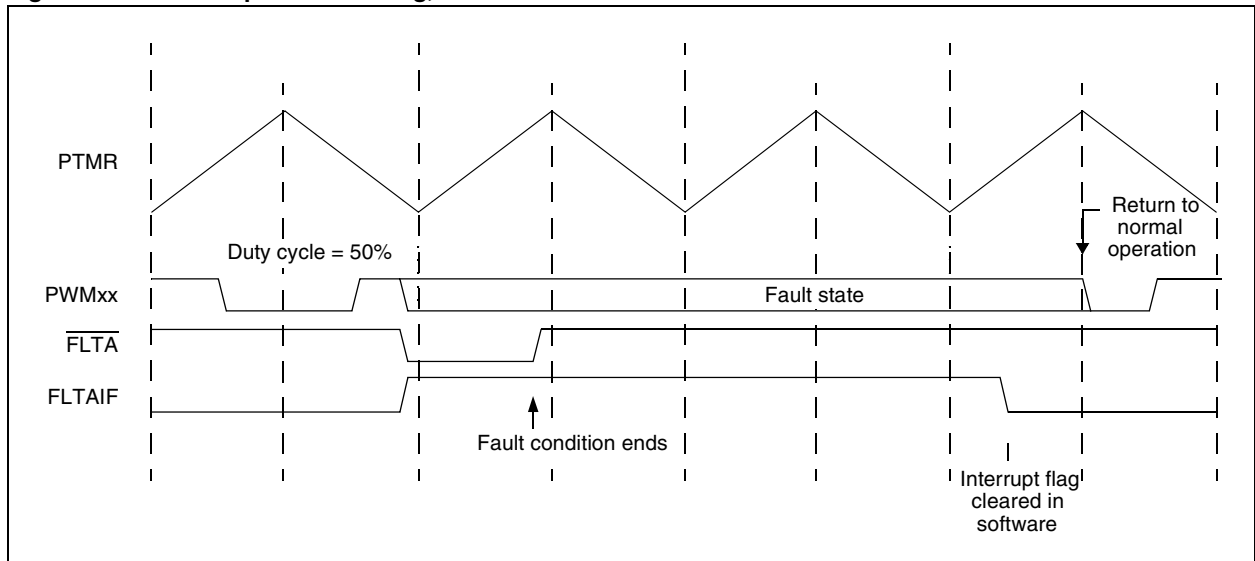 PTMR
Return to
normal
operation
Duty cycle = 50%
PWMxx
Fault state
FLTA
FLTAIF
Fault condition ends
Interrupt flag
cleared in
software